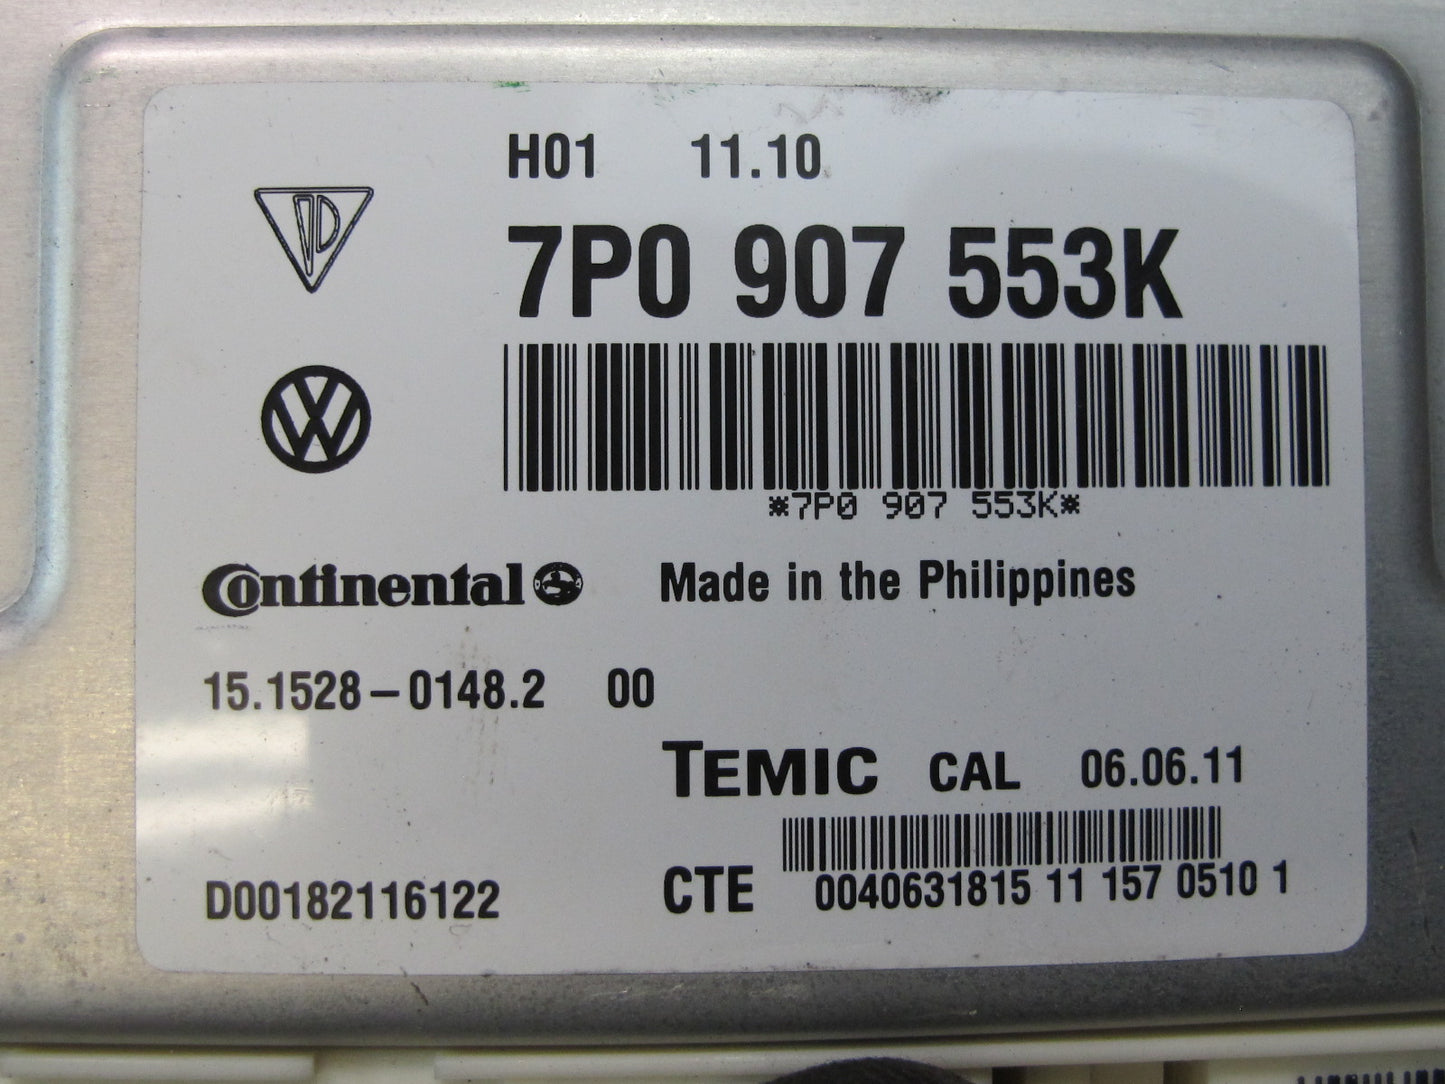 H01 11.10
7P0 907 553K
*7P0 907 553K*
Continental Made in the Philippines
15.1528-0148.2 00
TEMIC CAL 06.06.11
D00182116122 CTE 0040631815 11 157 0510 1